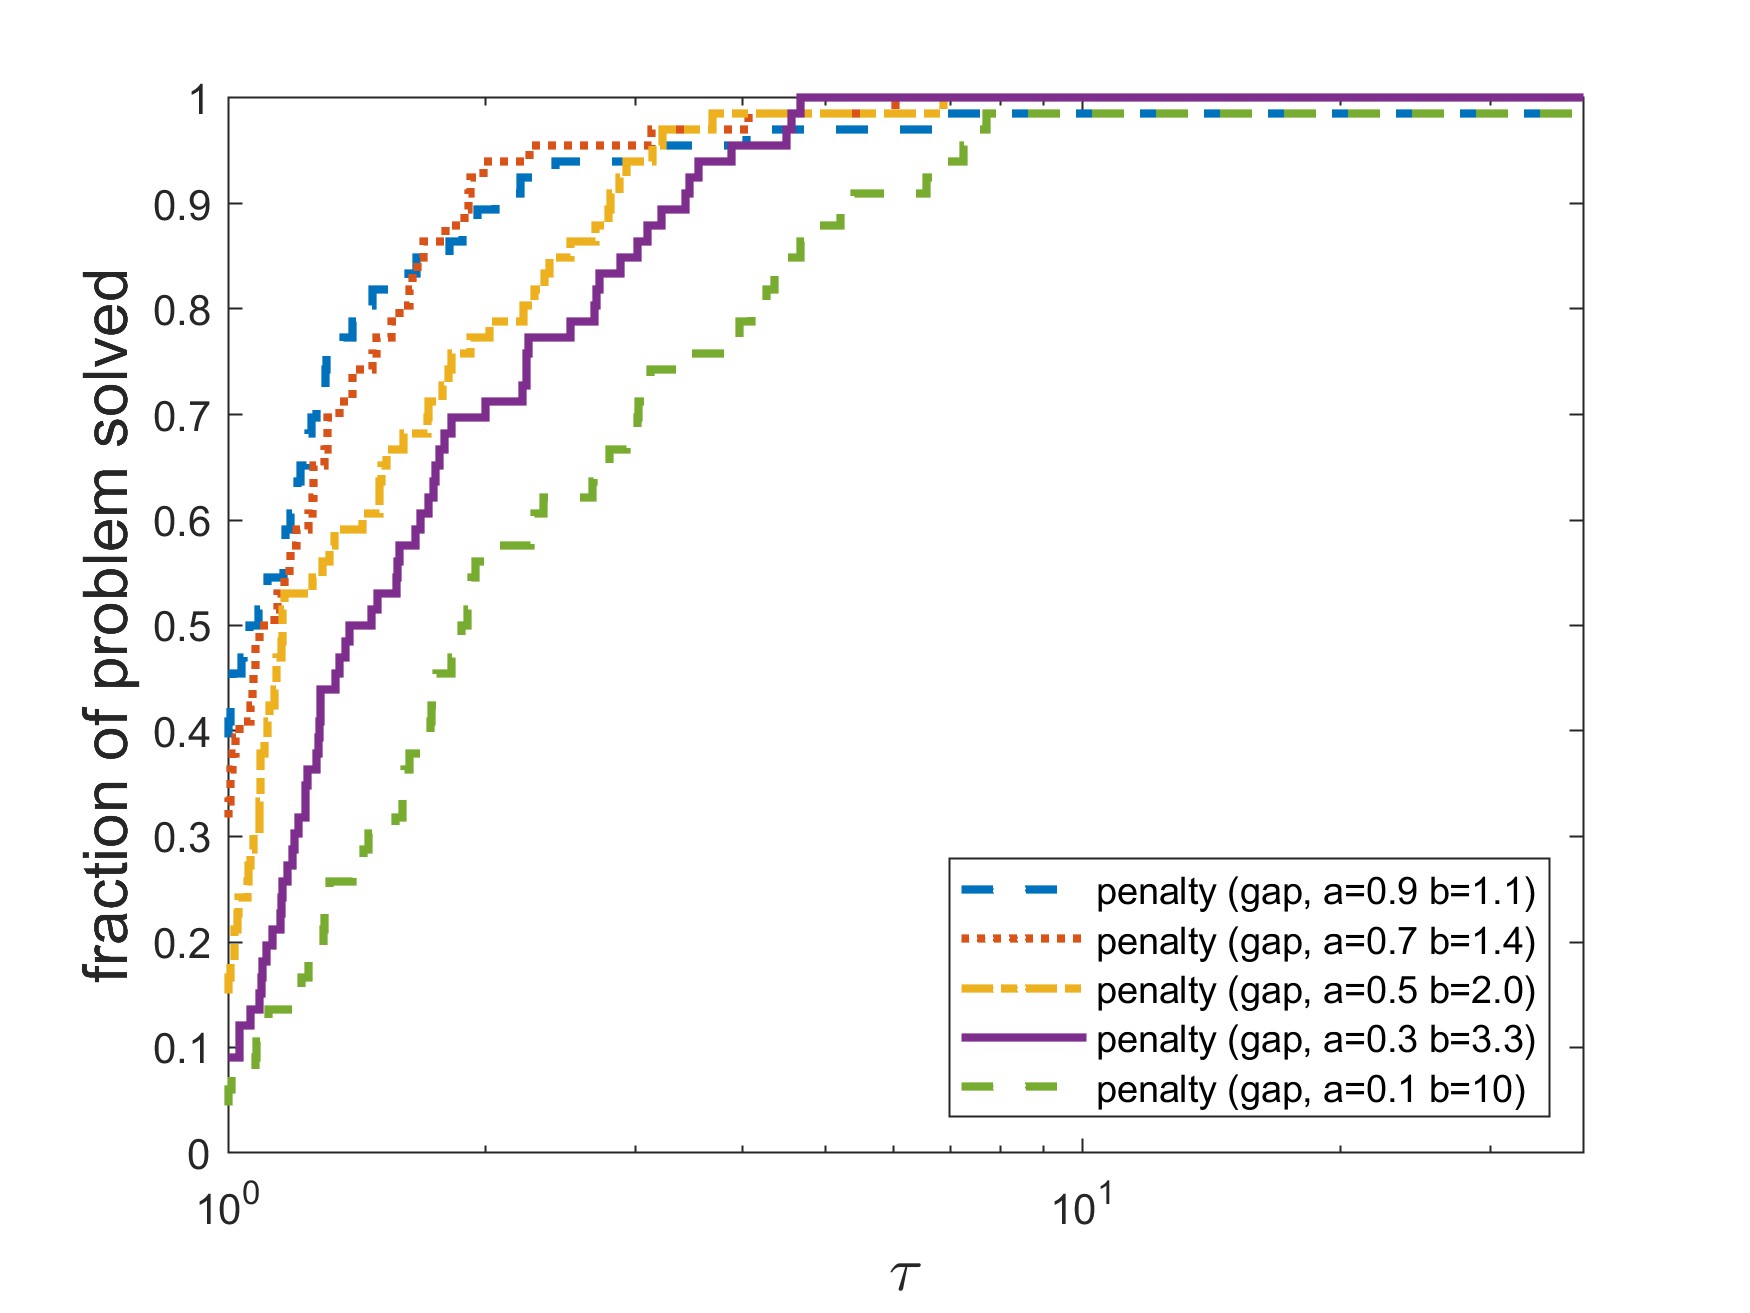 fraction of problem solved
1
0.9
0.8
0.7
0.6
0.5
0.4
0.3
0.2
0.1
0
10^0
10^1
τ
penalty (gap, a=0.9 b=1.1)
penalty (gap, a=0.7 b=1.4)
penalty (gap, a=0.5 b=2.0)
penalty (gap, a=0.3 b=3.3)
penalty (gap, a=0.1 b=10)